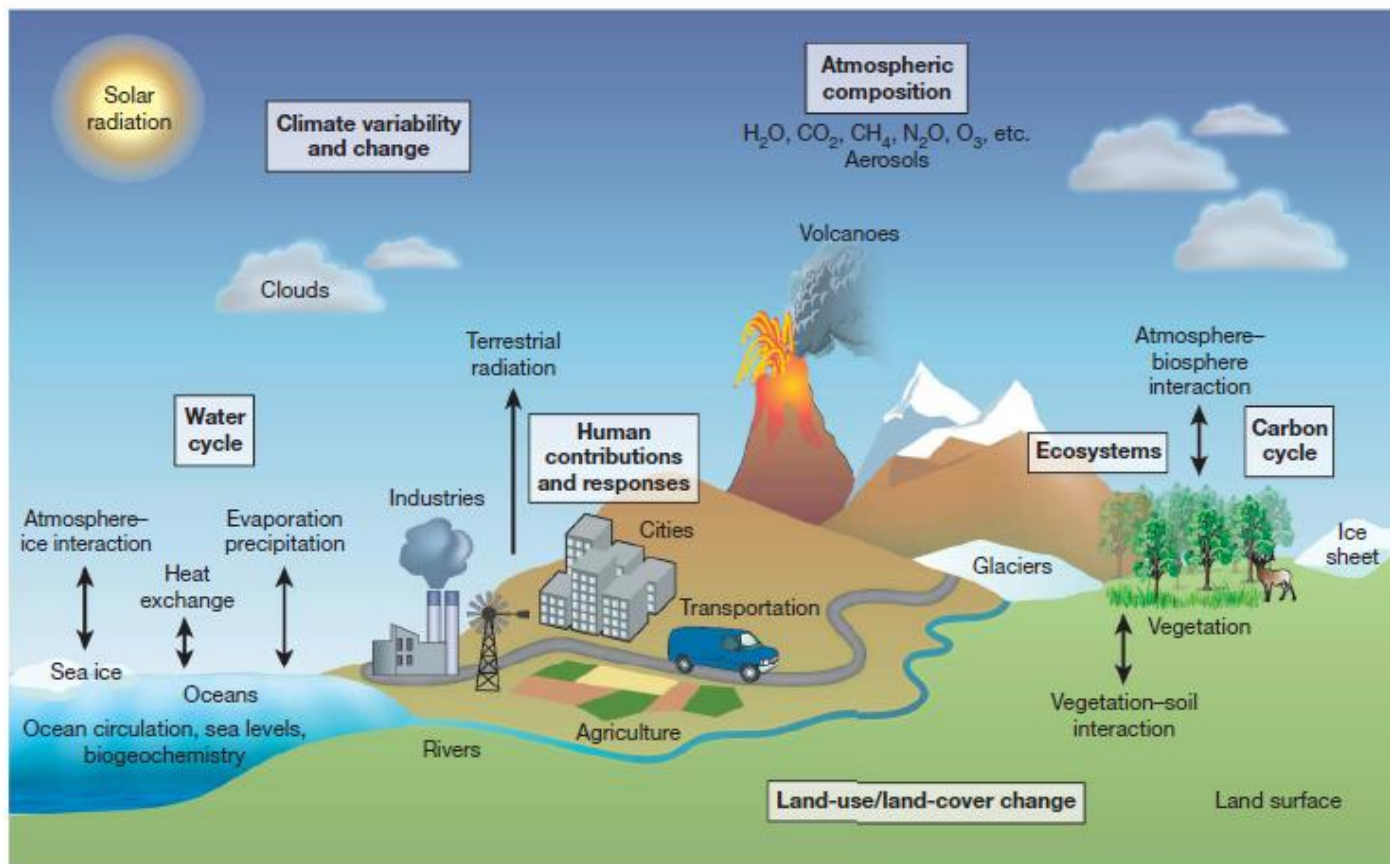 Solar
radiation
Climate variability
and change
Atmospheric
composition
H₂O, CO₂, CH₄, N₂O, O₃, etc.
Aerosols
Volcanoes
Clouds
Terrestrial
radiation
Atmosphere–
biosphere
interaction
Water
cycle
Human
contributions
and responses
Ecosystems
Carbon
cycle
Industries
Atmosphere–
ice interaction
Evaporation
precipitation
Heat
exchange
Cities
Transportation
Glaciers
Ice
sheet
Vegetation
Sea ice
Oceans
Ocean circulation, sea levels,
biogeochemistry
Rivers
Agriculture
Vegetation–soil
interaction
Land-use/land-cover change
Land surface